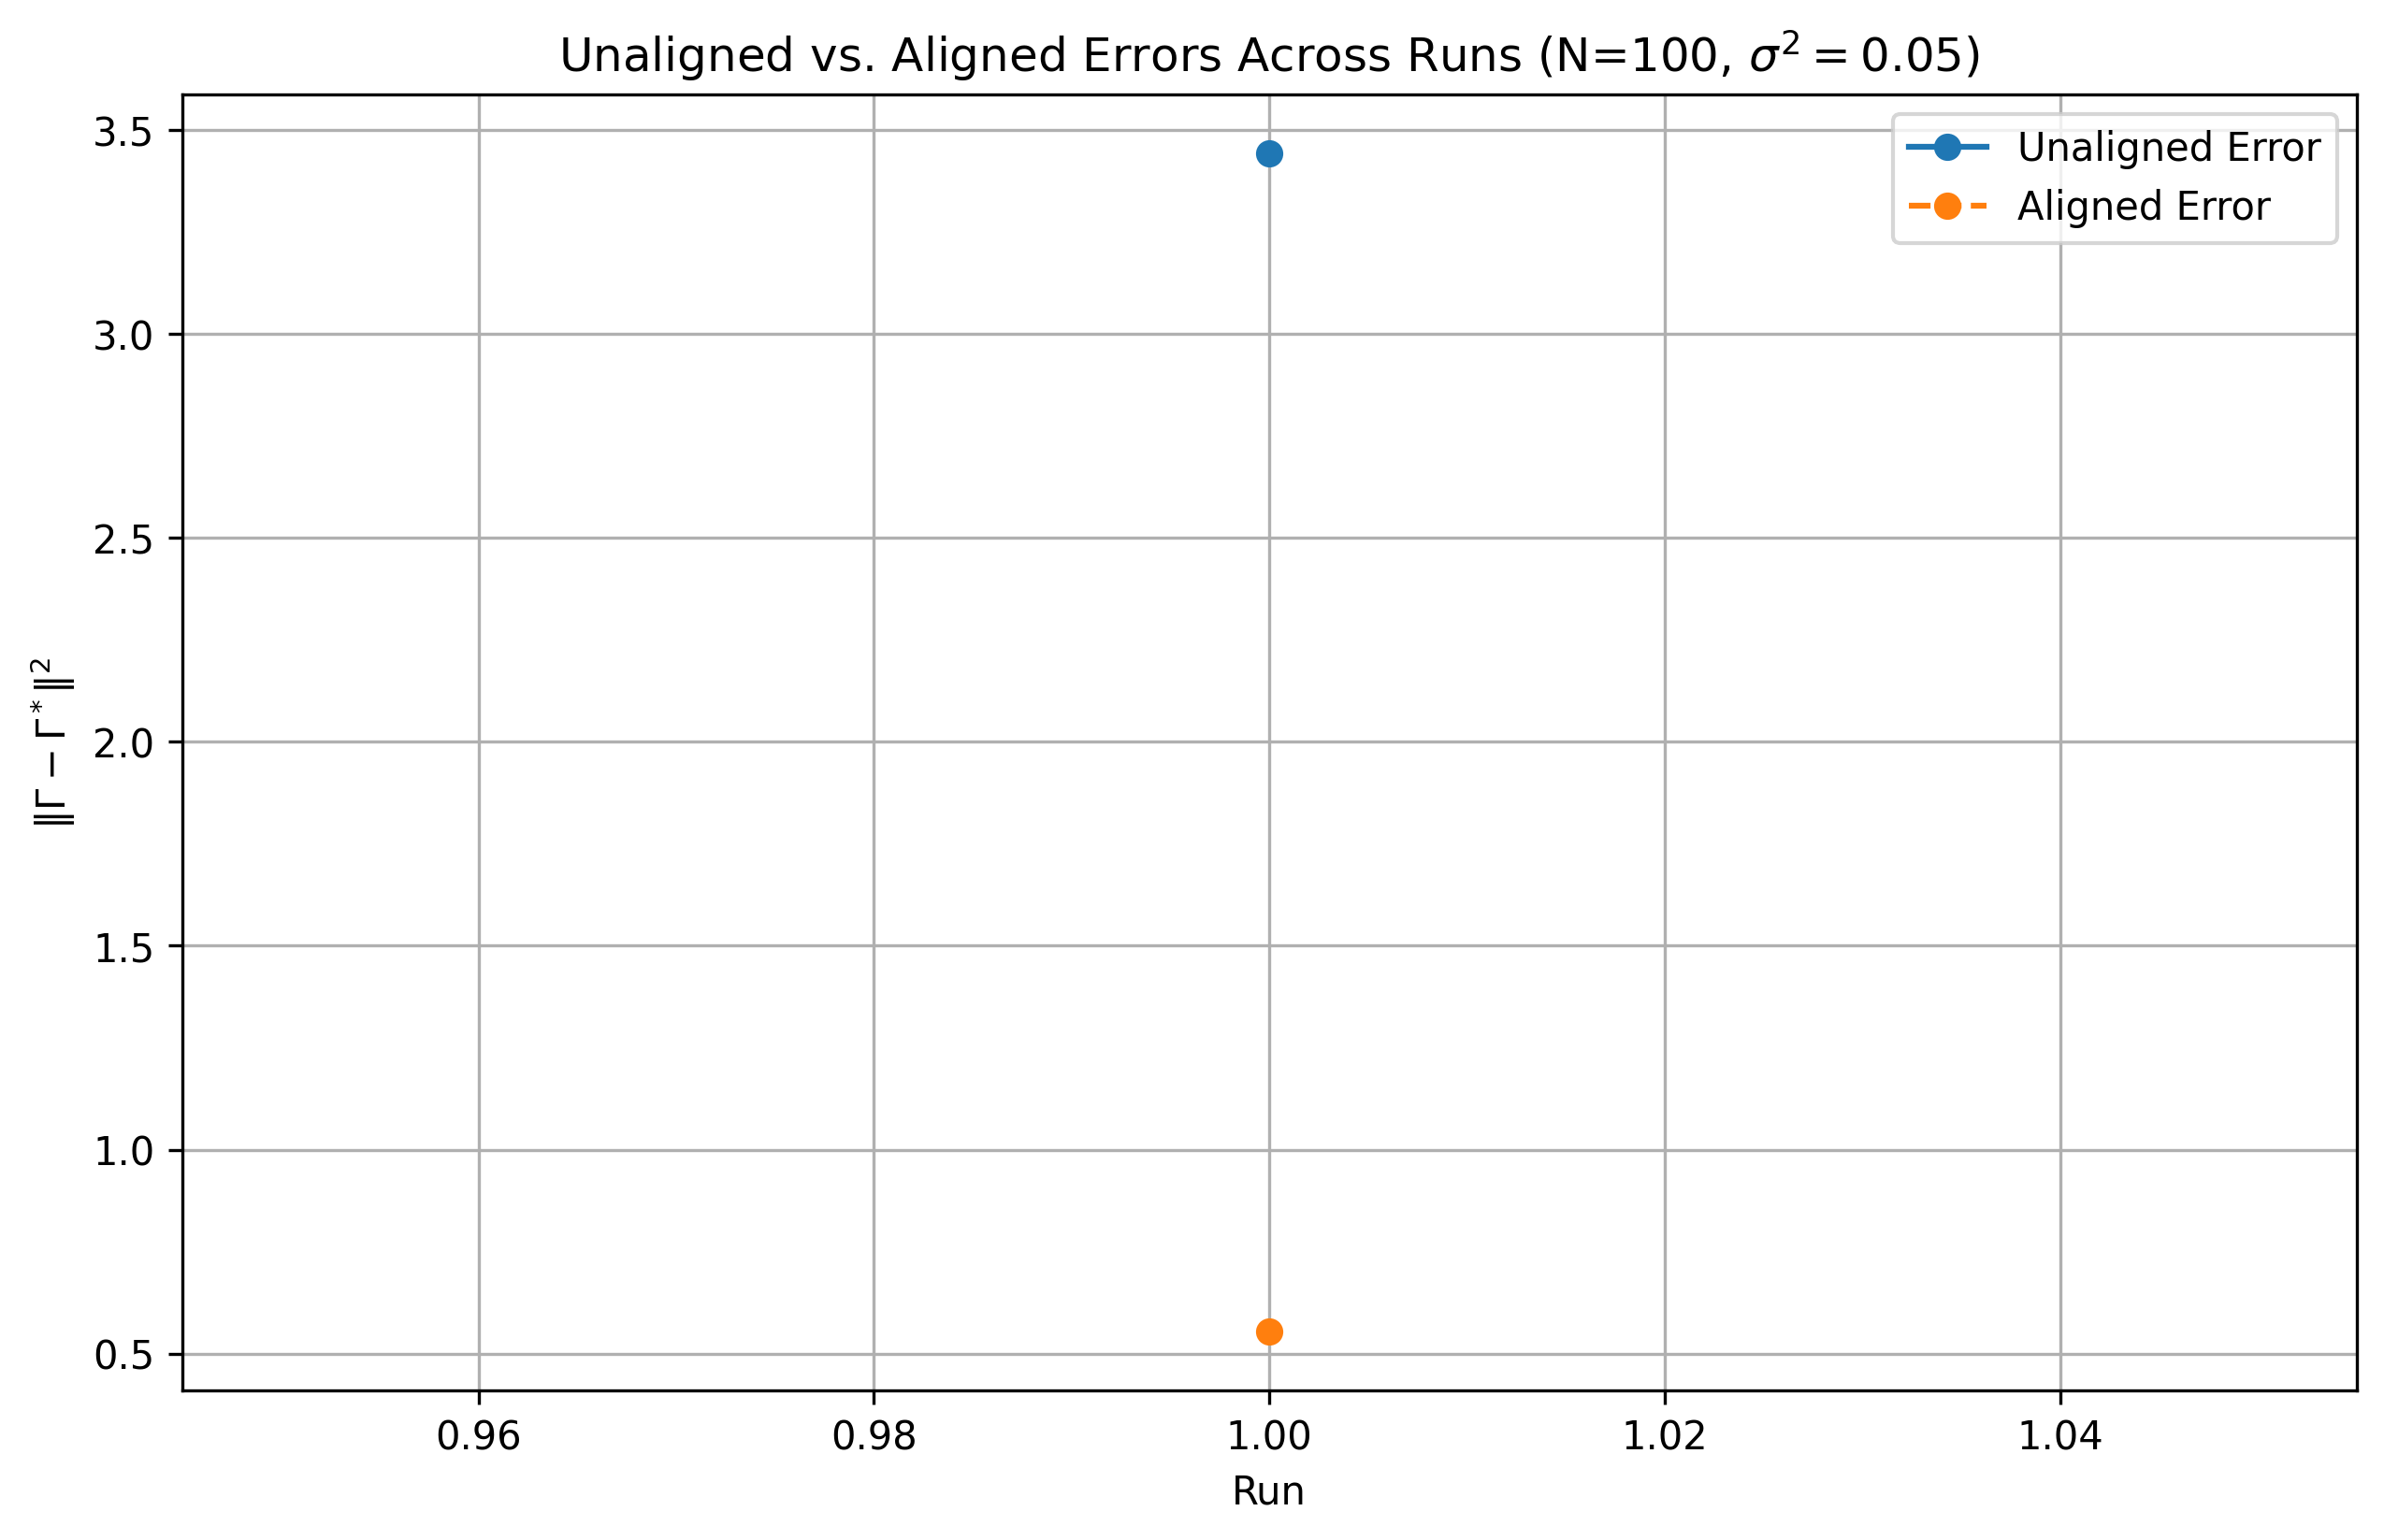 Unaligned vs. Aligned Errors Across Runs (N=100, σ² = 0.05)
Unaligned Error
Aligned Error
3.5
3.0
2.5
2.0
1.5
1.0
0.5
‖Γ − Γ*‖²
0.96 0.98 1.00 1.02 1.04
Run